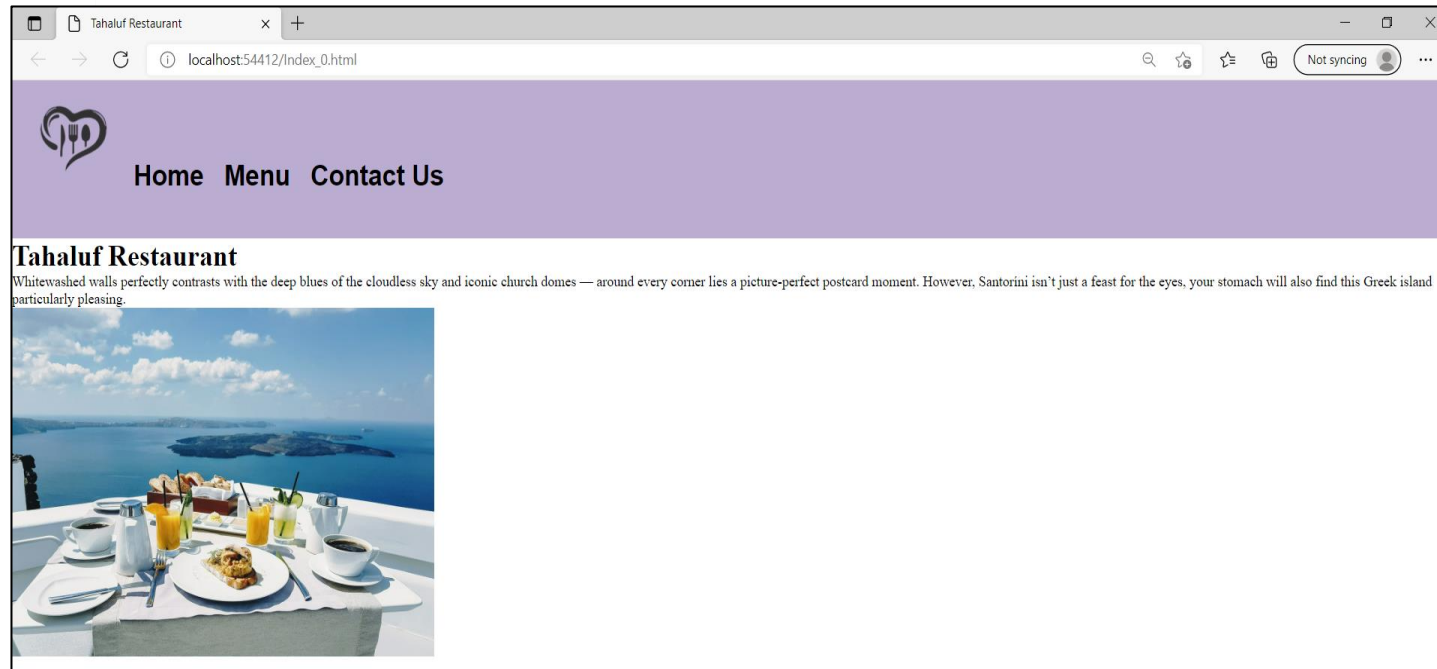 Tahaluf Restaurant
localhost:54412/Index_0.html
Not syncing
Home Menu Contact Us
Tahaluf Restaurant
Whitewashed walls perfectly contrasts with the deep blues of the cloudless sky and iconic church domes — around every corner lies a picture-perfect postcard moment. However, Santorini isn’t just a feast for the eyes, your stomach will also find this Greek island
particularly pleasing.